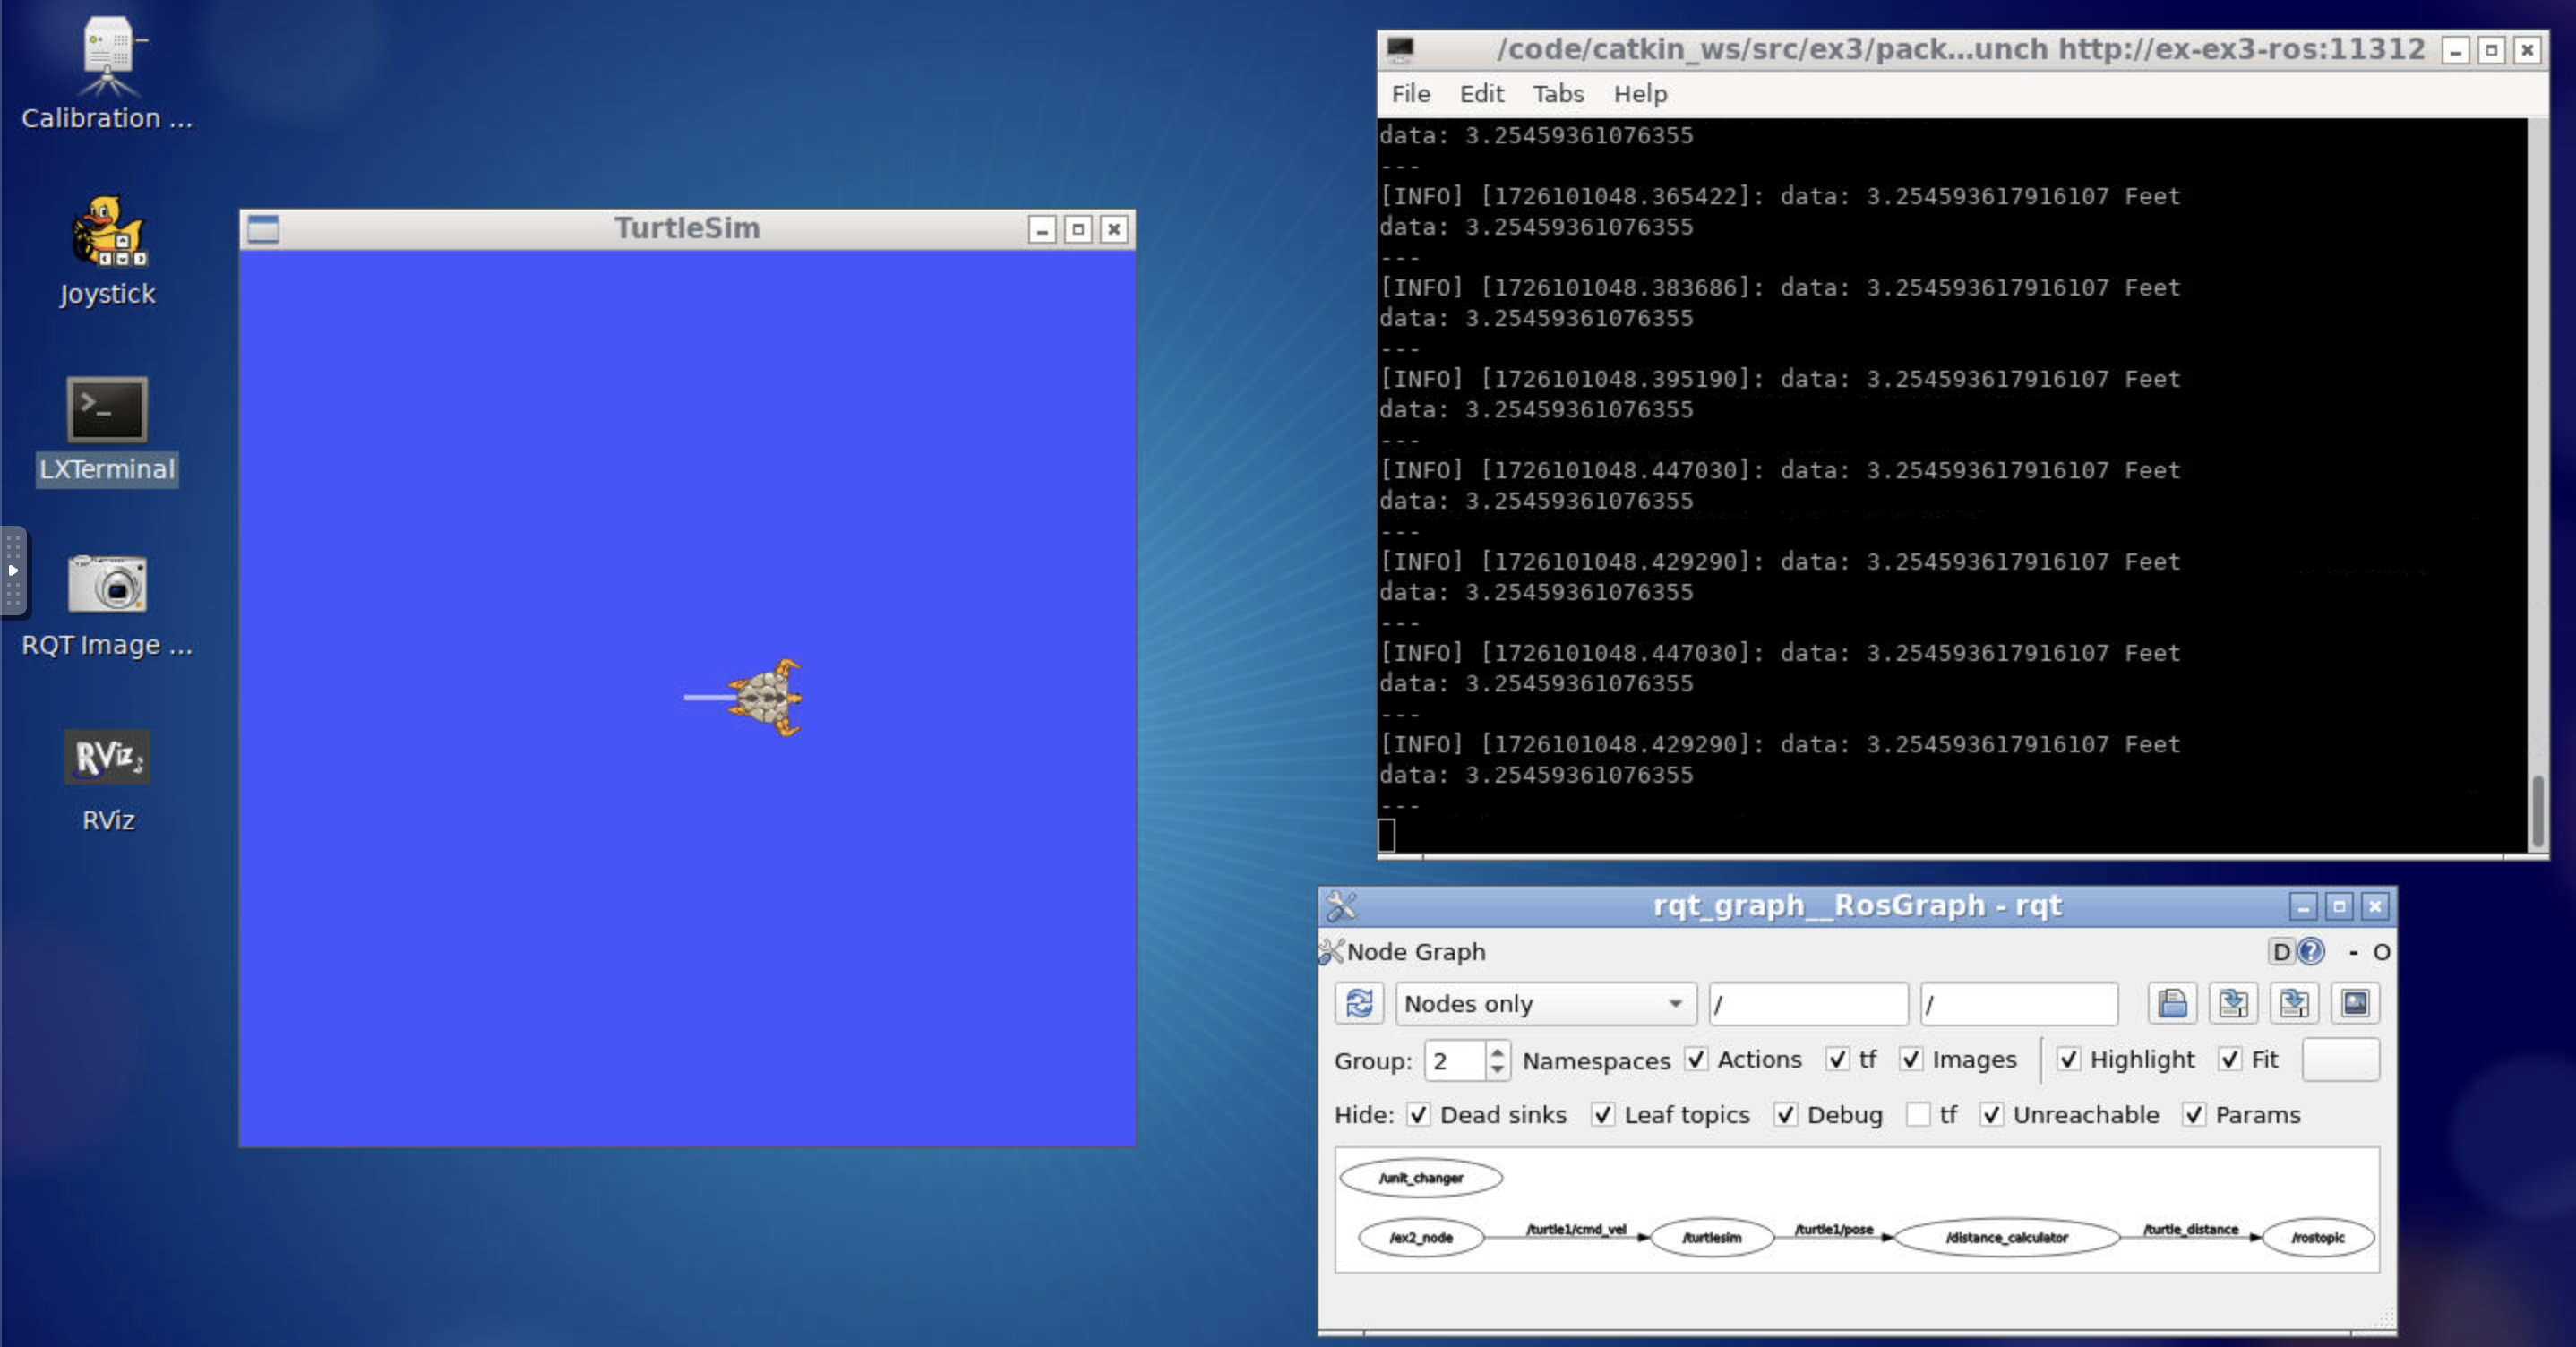 Calibration ...
Joystick
LXTerminal
RQT Image ...
RViz
RViz
TurtleSim
/code/catkin_ws/src/ex3/pack...unch http://ex-ex3-ros:11312
File Edit Tabs Help
data: 3.25459361076355
---
[INFO] [1726101048.365422]: data: 3.254593617916107 Feet
data: 3.25459361076355
---
[INFO] [1726101048.383686]: data: 3.254593617916107 Feet
data: 3.25459361076355
---
[INFO] [1726101048.395190]: data: 3.254593617916107 Feet
data: 3.25459361076355
---
[INFO] [1726101048.447030]: data: 3.254593617916107 Feet
data: 3.25459361076355
---
[INFO] [1726101048.429290]: data: 3.254593617916107 Feet
data: 3.25459361076355
---
[INFO] [1726101048.447030]: data: 3.254593617916107 Feet
data: 3.25459361076355
---
[INFO] [1726101048.429290]: data: 3.254593617916107 Feet
data: 3.25459361076355
---
rqt_graph__RosGraph - rqt
Node Graph D ? - O
Nodes only / /
Group: 2 Namespaces Actions tf Images Highlight Fit
Hide: Dead sinks Leaf topics Debug tf Unreachable Params
/unit_changer
/ex2_node /turtle1/cmd_vel /turtlesim /turtle1/pose /distance_calculator /turtle_distance /rostopic